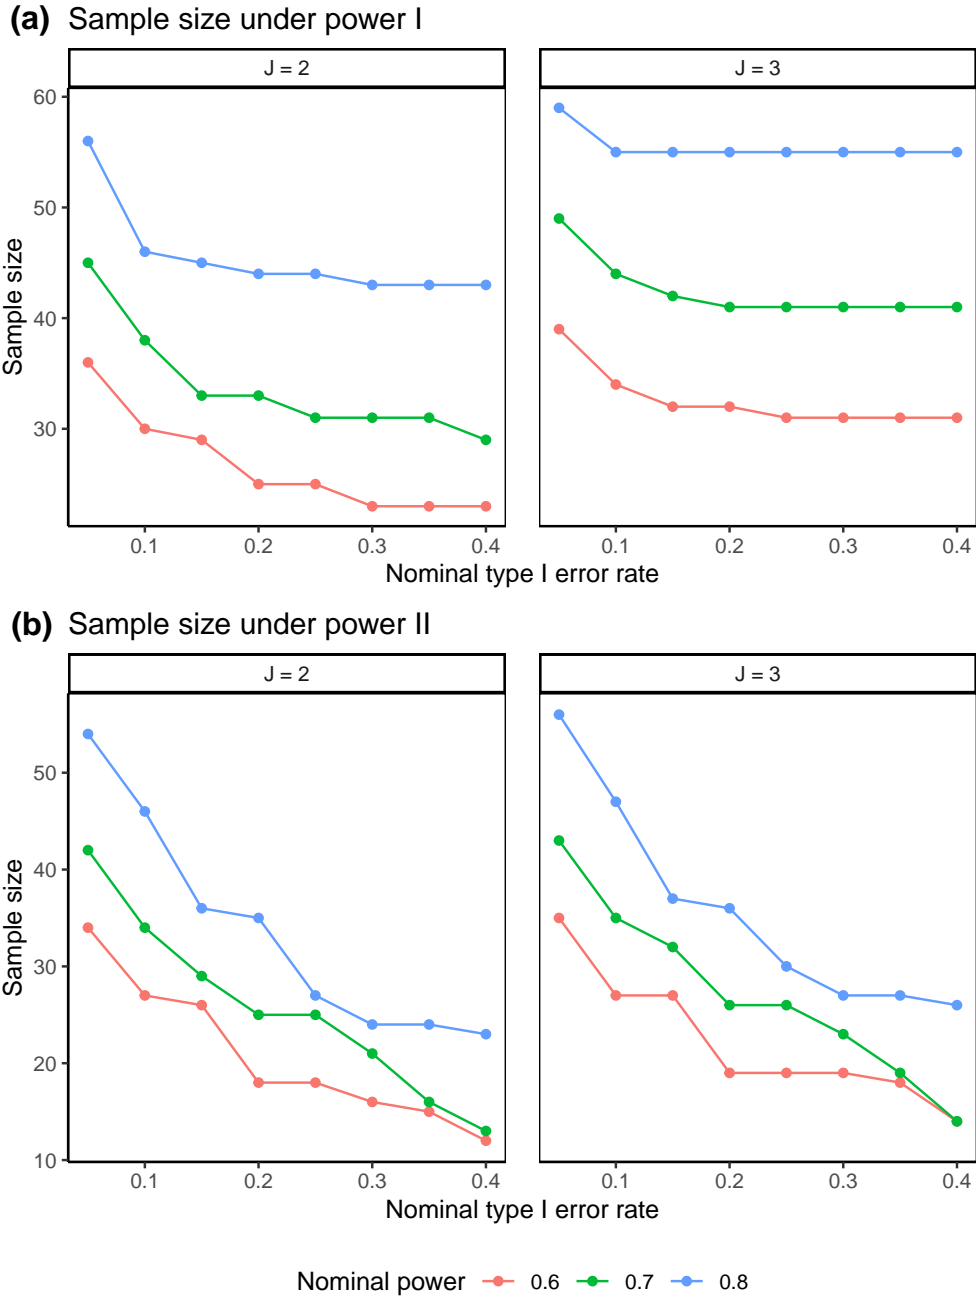 (a) Sample size under power I
J = 2
J = 3
60
50
40
30
Sample size
0.1 0.2 0.3 0.4
0.1 0.2 0.3 0.4
Nominal type I error rate
(b) Sample size under power II
J = 2
J = 3
50
40
30
20
10
Sample size
0.1 0.2 0.3 0.4
0.1 0.2 0.3 0.4
Nominal type I error rate
Nominal power 0.6 0.7 0.8